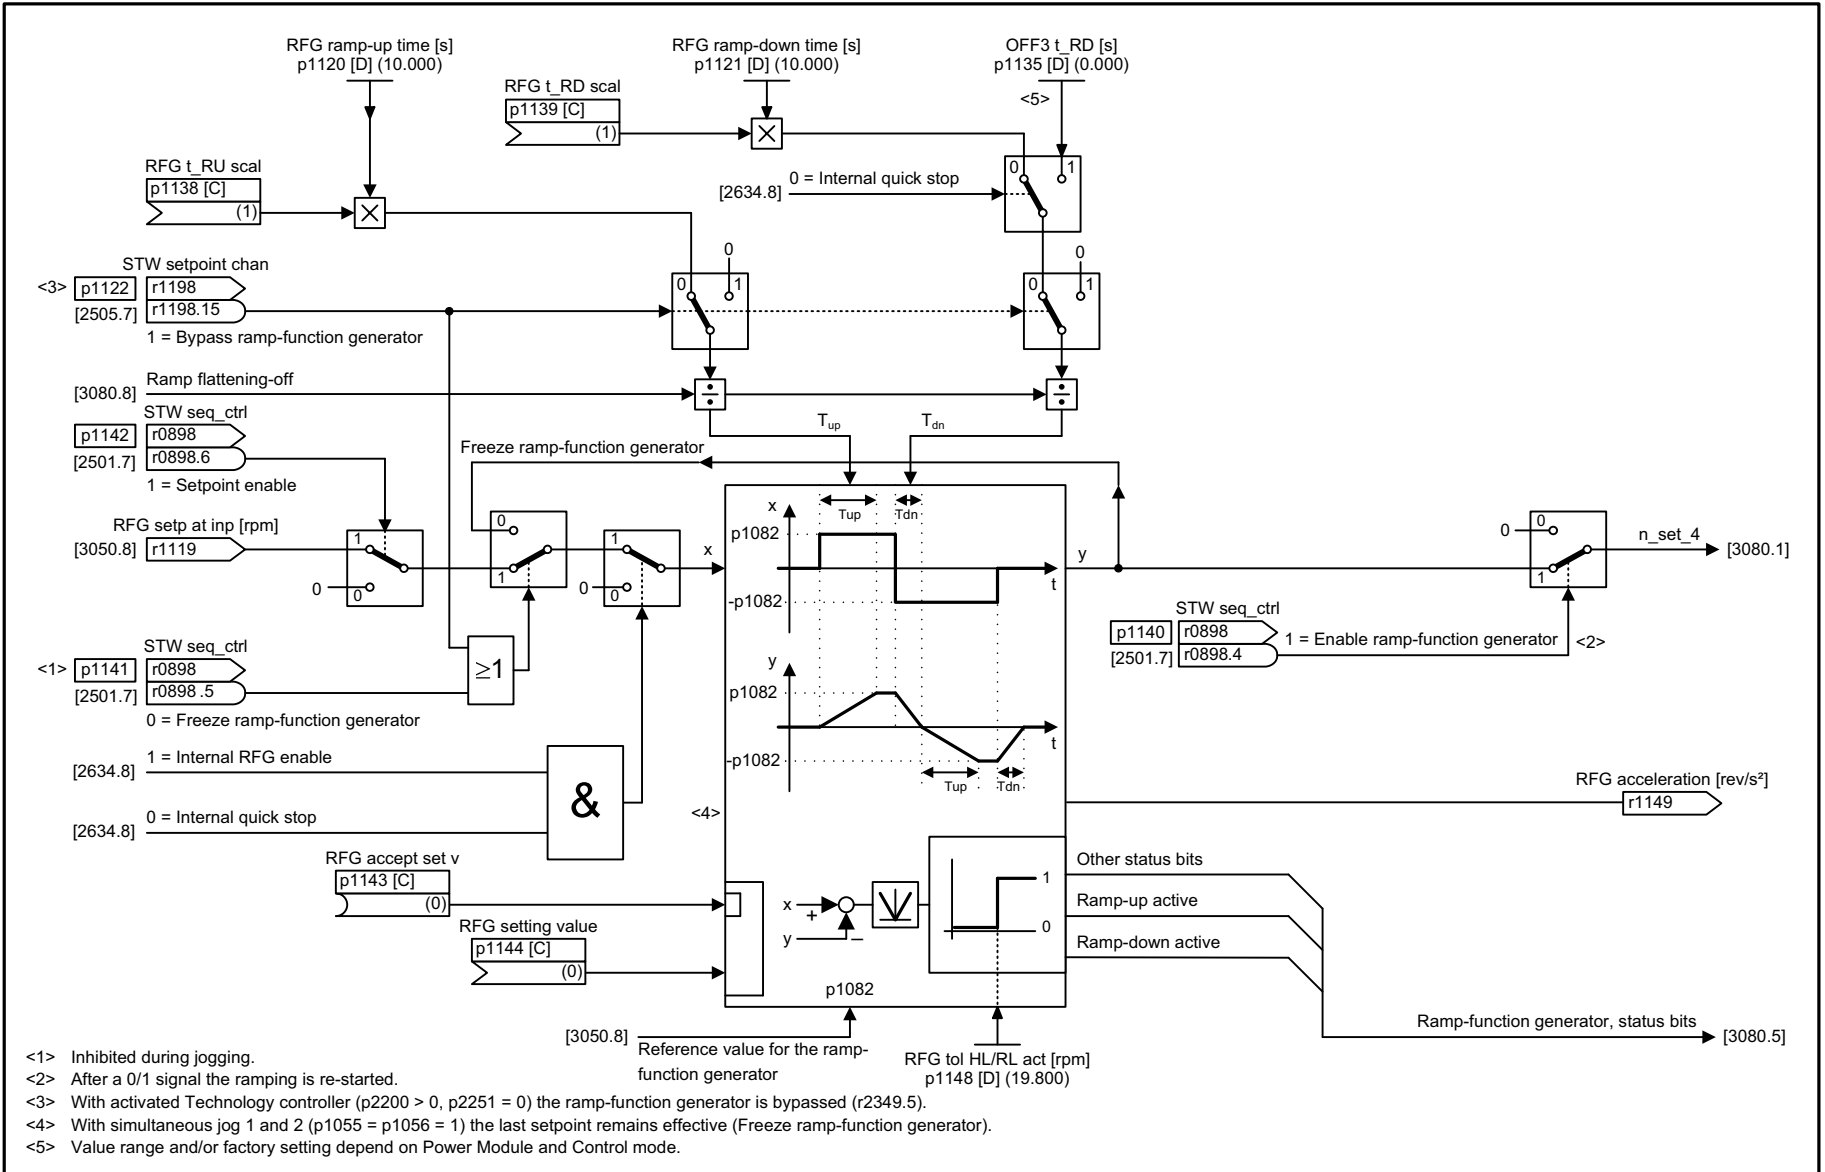 RFG ramp-up time [s]
p1120 [D] (10.000)
RFG ramp-down time [s]
p1121 [D] (10.000)
OFF3 t_RD [s]
p1135 [D] (0.000)
<5>
RFG t_RD scal
p1139 [C]
(1)
RFG t_RU scal
p1138 [C]
(1)
[2634.8]
0 = Internal quick stop
0
1
STW setpoint chan
<3>
p1122
r1198
[2505.7]
r1198.15
1 = Bypass ramp-function generator
0
0
1
0
0
1
[3080.8]
Ramp flattening-off
÷
÷
STW seq_ctrl
p1142
r0898
[2501.7]
r0898.6
1 = Setpoint enable
Tup
Tdn
Freeze ramp-function generator
RFG setp at inp [rpm]
[3050.8]
r1119
1
0
0
0
1
1
0
0
x
x
p1082
-p1082
Tup
Tdn
t
y
p1082
-p1082
Tup
Tdn
t
y
0
0
1
n_set_4
[3080.1]
STW seq_ctrl
p1140
r0898
[2501.7]
r0898.4
1 = Enable ramp-function generator
<2>
STW seq_ctrl
<1>
p1141
r0898
[2501.7]
r0898 .5
0 = Freeze ramp-function generator
≥1
[2634.8]
1 = Internal RFG enable
[2634.8]
0 = Internal quick stop
&
<4>
RFG acceleration [rev/s²]
r1149
RFG accept set v
p1143 [C]
(0)
RFG setting value
p1144 [C]
(0)
x
+
y
–
1
0
Other status bits
Ramp-up active
Ramp-down active
p1082
[3050.8]
Reference value for the ramp-
function generator
RFG tol HL/RL act [rpm]
p1148 [D] (19.800)
Ramp-function generator, status bits
[3080.5]
<1> Inhibited during jogging.
<2> After a 0/1 signal the ramping is re-started.
<3> With activated Technology controller (p2200 > 0, p2251 = 0) the ramp-function generator is bypassed (r2349.5).
<4> With simultaneous jog 1 and 2 (p1055 = p1056 = 1) the last setpoint remains effective (Freeze ramp-function generator).
<5> Value range and/or factory setting depend on Power Module and Control mode.